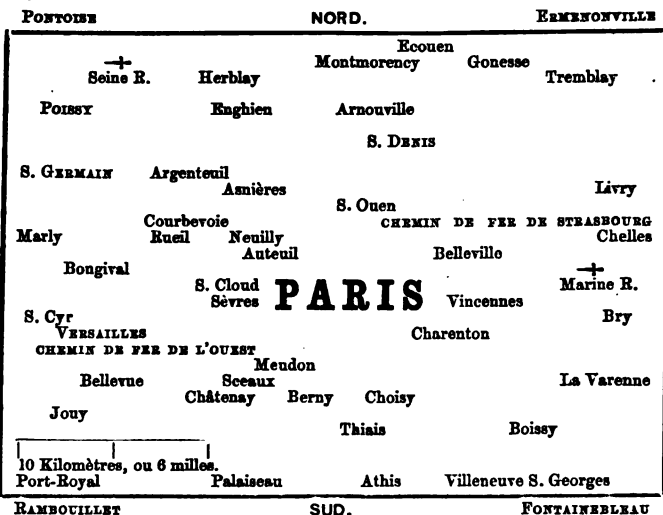 PONTOISE NORD. ERMENONVILLE
Ecouen
Montmorency Gonesse
Seine R. Herblay Tremblay
POISSY Enghien Arnouville
S. DENIS
S. GERMAIN Argenteuil
Asnières Livry
S. Ouen
Courbevoie CHEMIN DE FER DE STRASBOURG
Marly Rueil Neuilly Chelles
Auteuil Belleville
Bongival
S. Cloud PARIS Marine R.
Sèvres Vincennes
S. Cyr Bry
VERSAILLES Charenton
CHEMIN DE FER DE L'OUEST
Meudon
Bellevue Sceaux La Varenne
Châtenay Berny Choisy
Jouy
Thiais Boissy
10 Kilomètres, ou 6 milles.
Port-Royal Palaiseau Athis Villeneuve S. Georges
RAMBOUILLET SUD. FONTAINEBLEAU